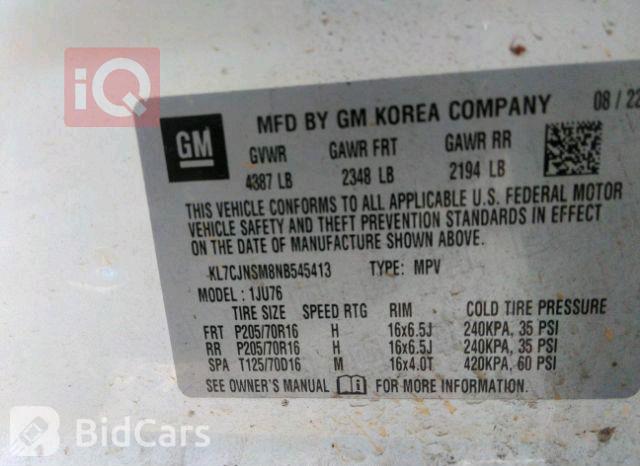 iQ
GM
MFD BY GM KOREA COMPANY 08 / 22
GVWR GAWR FRT GAWR RR
4387 LB 2348 LB 2194 LB
THIS VEHICLE CONFORMS TO ALL APPLICABLE U.S. FEDERAL MOTOR
VEHICLE SAFETY AND THEFT PREVENTION STANDARDS IN EFFECT
ON THE DATE OF MANUFACTURE SHOWN ABOVE.
KL7CJNSM8NB545413 TYPE: MPV
MODEL : 1JU76
TIRE SIZE SPEED RTG RIM COLD TIRE PRESSURE
FRT P205/70R16 H 16x6.5J 240KPA, 35 PSI
RR P205/70R16 H 16x6.5J 240KPA, 35 PSI
SPA T125/70D16 M 16x4.0T 420KPA, 60 PSI
SEE OWNER'S MANUAL FOR MORE INFORMATION
BidCars